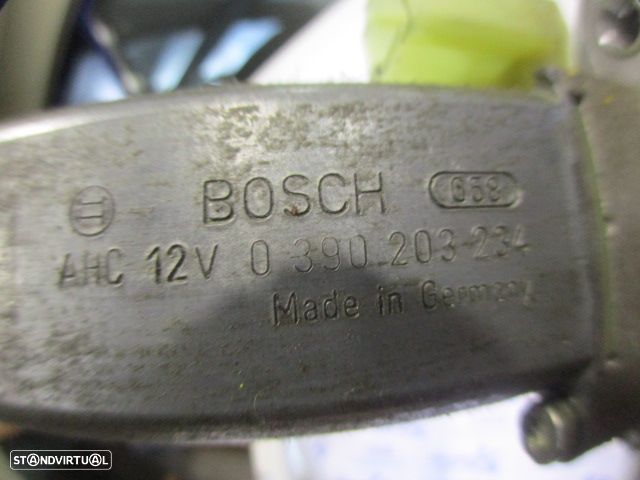 BOSCH 658
AHC 12V 0 390 203 234
Made in Germany
STANDVIRTUAL